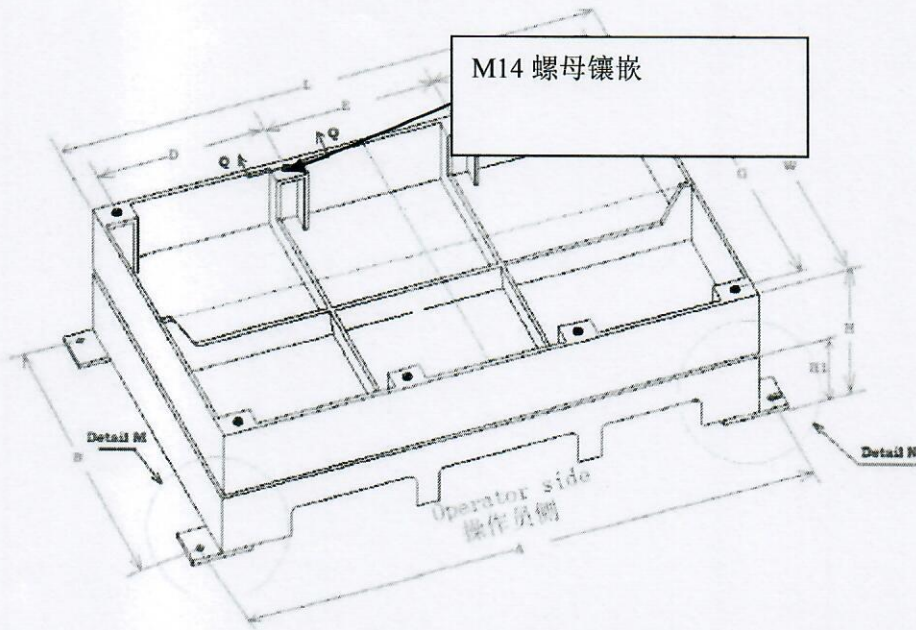 M14 螺母镶嵌
L
E
D
Q
Q
G
W
H
H1
B
Detail M
Detail N
Operator side
操作员侧
A